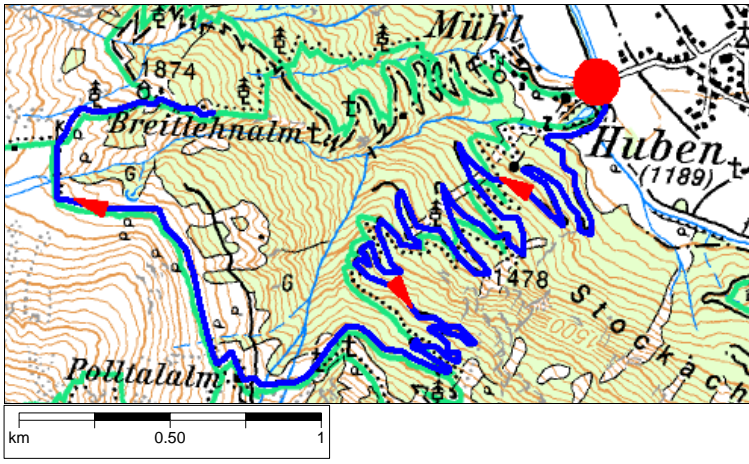 Mühl
1874
Breitlehnalm
Huben
(1189)
G
G
1478
Stockach
1500
Polltalalm
km 0.50 1